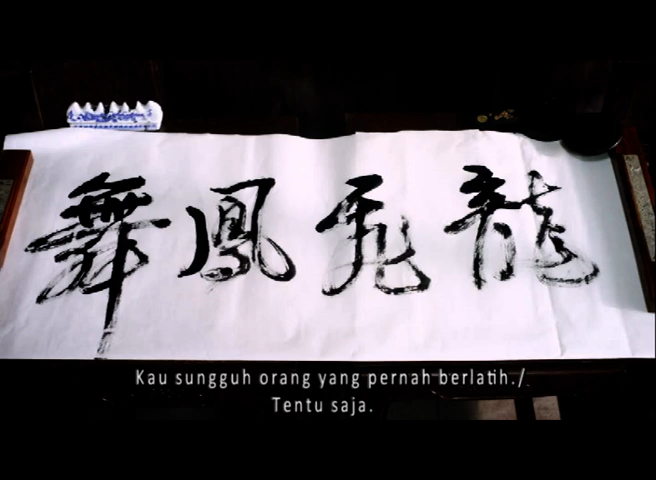 龍飛鳳舞
Kau sungguh orang yang pernah berlatih./
Tentu saja.